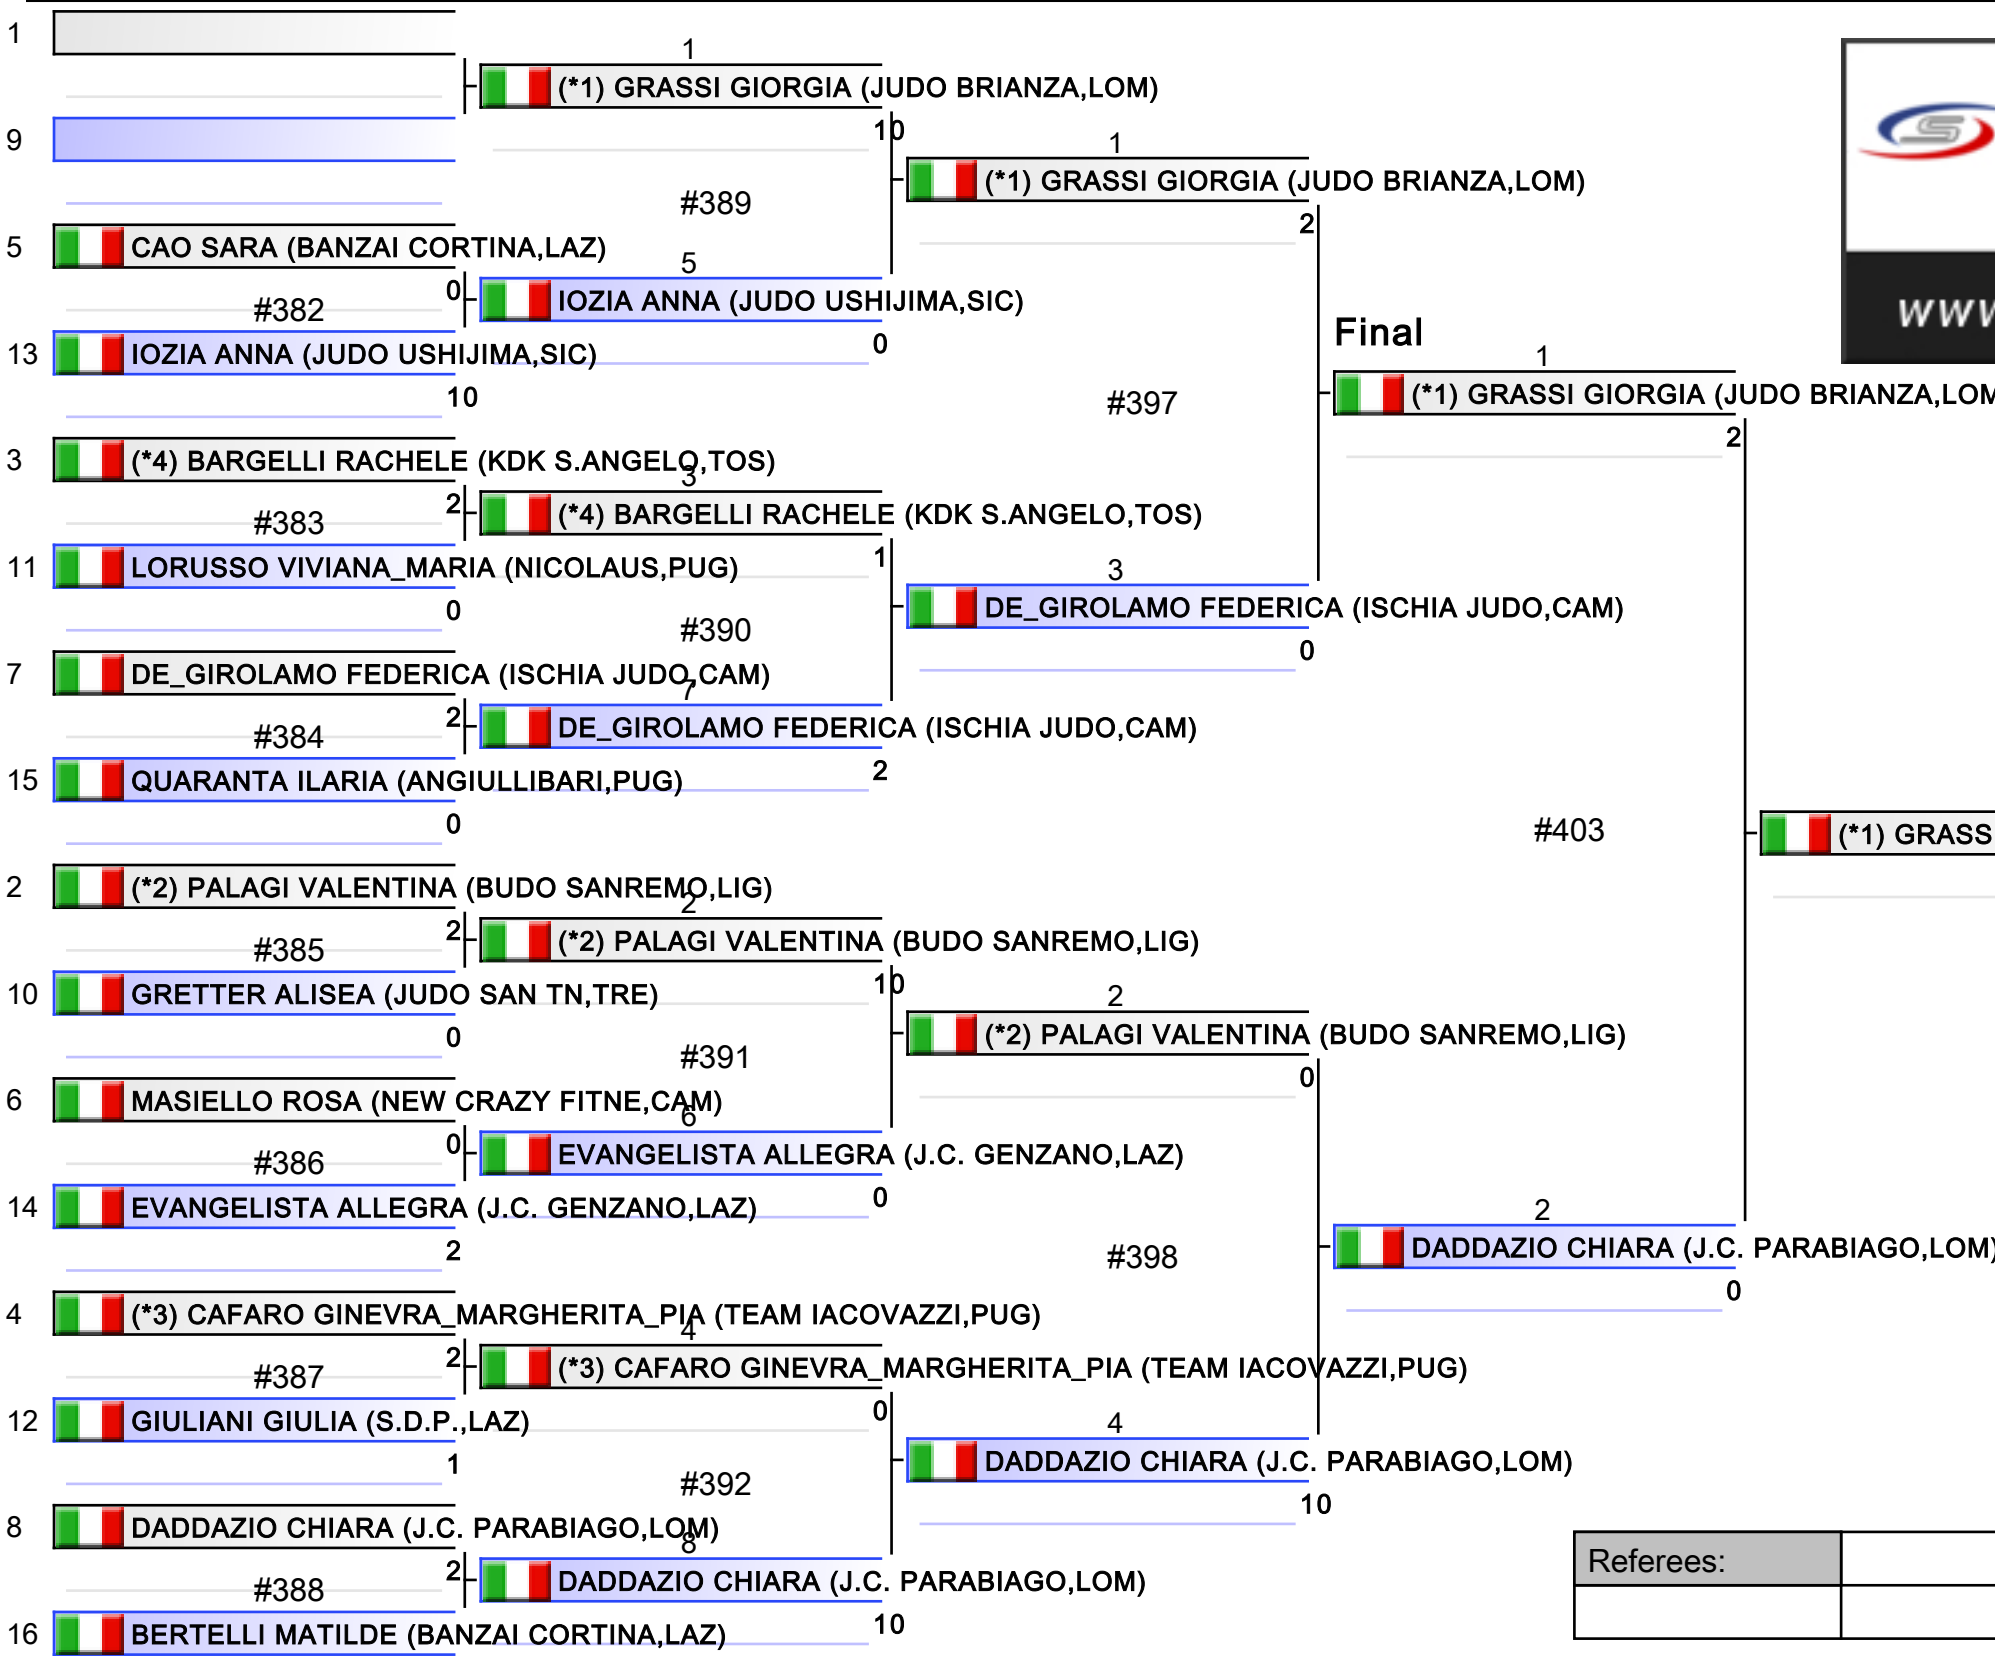 1
1
(*1) GRASSI GIORGIA (JUDO BRIANZA,LOM)
10
9
1
(*1) GRASSI GIORGIA (JUDO BRIANZA,LOM)
#389
2
5
CAO SARA (BANZAI CORTINA,LAZ)
5
0
IOZIA ANNA (JUDO USHIJIMA,SIC)
#382
WWW
Final
0
13
IOZIA ANNA (JUDO USHIJIMA,SIC)
1
10
#397
(*1) GRASSI GIORGIA (JUDO BRIANZA,LOM
2
3
(*4) BARGELLI RACHELE (KDK S.ANGELO,TOS)
3
2
(*4) BARGELLI RACHELE (KDK S.ANGELO,TOS)
#383
1
11
LORUSSO VIVIANA_MARIA (NICOLAUS,PUG)
3
0
DE_GIROLAMO FEDERICA (ISCHIA JUDO,CAM)
#390
0
7
DE_GIROLAMO FEDERICA (ISCHIA JUDO,CAM)
7
2
DE_GIROLAMO FEDERICA (ISCHIA JUDO,CAM)
#384
2
15
QUARANTA ILARIA (ANGIULLIBARI,PUG)
0
#403
(*1) GRASS
2
(*2) PALAGI VALENTINA (BUDO SANREMO,LIG)
2
2
(*2) PALAGI VALENTINA (BUDO SANREMO,LIG)
#385
10
10
GRETTER ALISEA (JUDO SAN TN,TRE)
2
0
(*2) PALAGI VALENTINA (BUDO SANREMO,LIG)
#391
0
6
MASIELLO ROSA (NEW CRAZY FITNE,CAM)
6
0
EVANGELISTA ALLEGRA (J.C. GENZANO,LAZ)
#386
0
14
EVANGELISTA ALLEGRA (J.C. GENZANO,LAZ)
2
2
#398
DADDAZIO CHIARA (J.C. PARABIAGO,LOM)
0
4
(*3) CAFARO GINEVRA_MARGHERITA_PIA (TEAM IACOVAZZI,PUG)
4
2
(*3) CAFARO GINEVRA_MARGHERITA_PIA (TEAM IACOVAZZI,PUG)
#387
0
12
GIULIANI GIULIA (S.D.P.,LAZ)
4
1
DADDAZIO CHIARA (J.C. PARABIAGO,LOM)
#392
10
8
DADDAZIO CHIARA (J.C. PARABIAGO,LOM)
8
2
DADDAZIO CHIARA (J.C. PARABIAGO,LOM)
#388
10
16
BERTELLI MATILDE (BANZAI CORTINA,LAZ)
Referees: